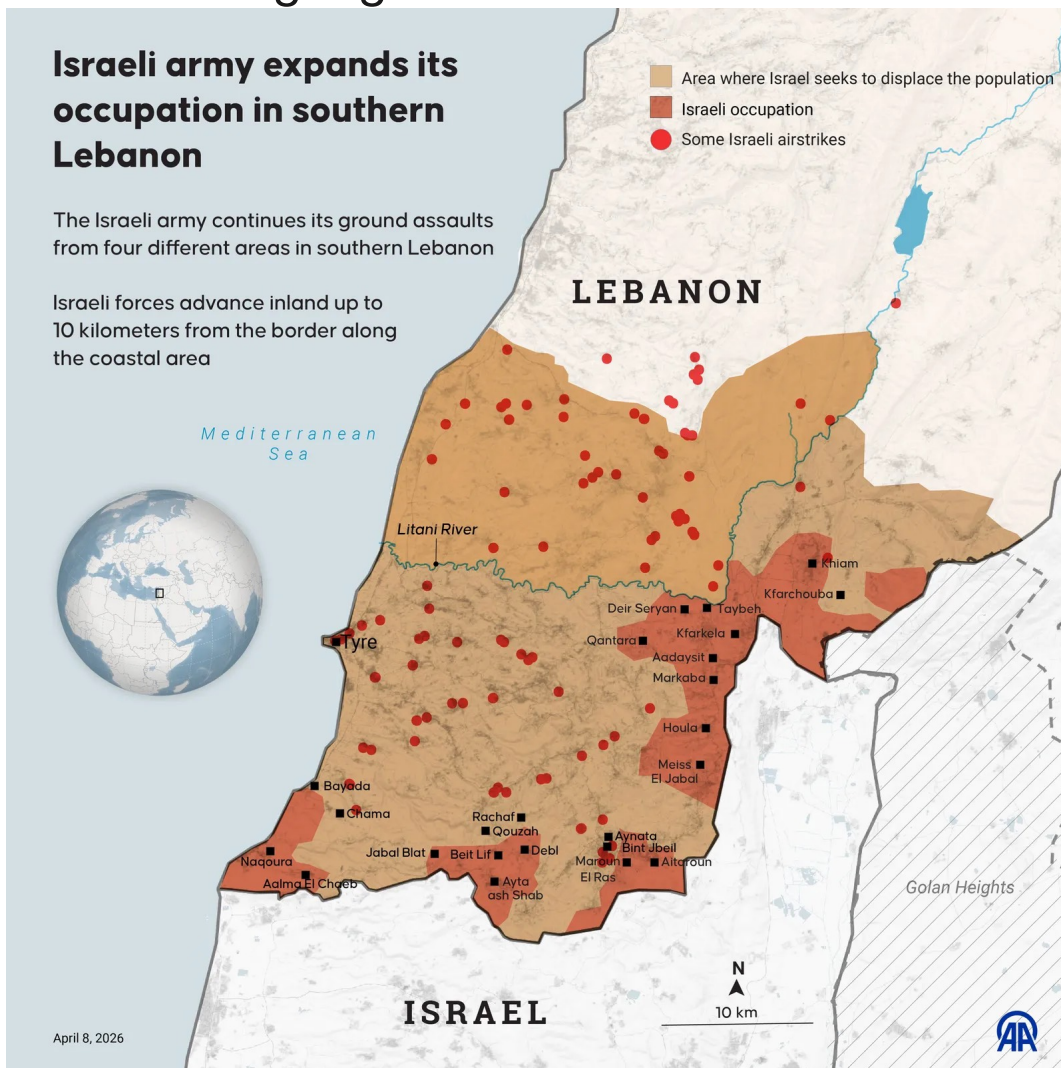 Israeli army expands its
occupation in southern
Lebanon
The Israeli army continues its ground assaults
from four different areas in southern Lebanon
Israeli forces advance inland up to
10 kilometers from the border along
the coastal area
Area where Israel seeks to displace the population
Israeli occupation
Some Israeli airstrikes
LEBANON
Mediterranean
Sea
Litani River
Khiam
Kfarchouba
Deir Seryan
Taybeh
Tyre
Qantara
Kfarkela
Aadaysit
Markaba
Houla
Meiss
El Jabal
Bayada
Chama
Rachaf
Qouzah
Aynata
Bint Jbeil
Naqoura
Jabal Blat
Beit Lif
Debl
Maroun
El Ras
Aitaroun
Aalma El Chaeb
Ayta
ash Shab
Golan Heights
N
10 km
ISRAEL
April 8, 2026
AA